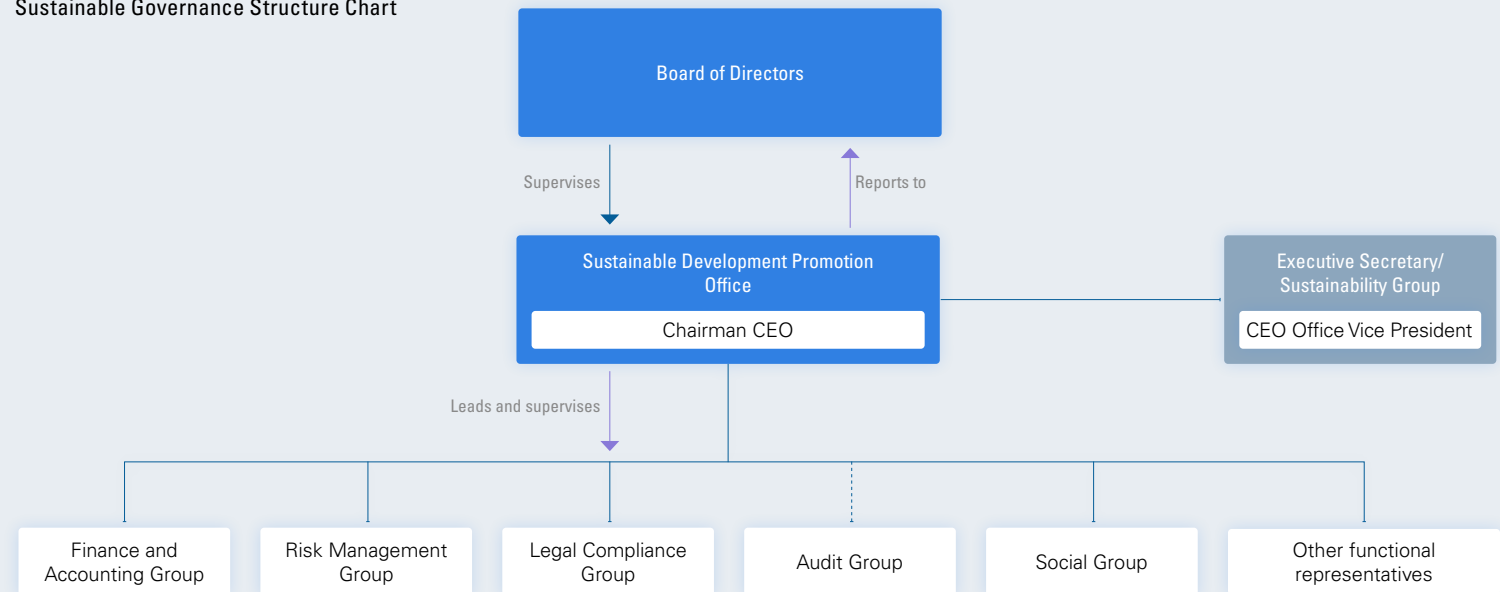 Sustainable Governance Structure Chart
Board of Directors
Supervises
Reports to
Sustainable Development Promotion
Office
Chairman CEO
Executive Secretary/
Sustainability Group
CEO Office Vice President
Leads and supervises
Finance and
Accounting Group
Risk Management
Group
Legal Compliance
Group
Audit Group
Social Group
Other functional
representatives